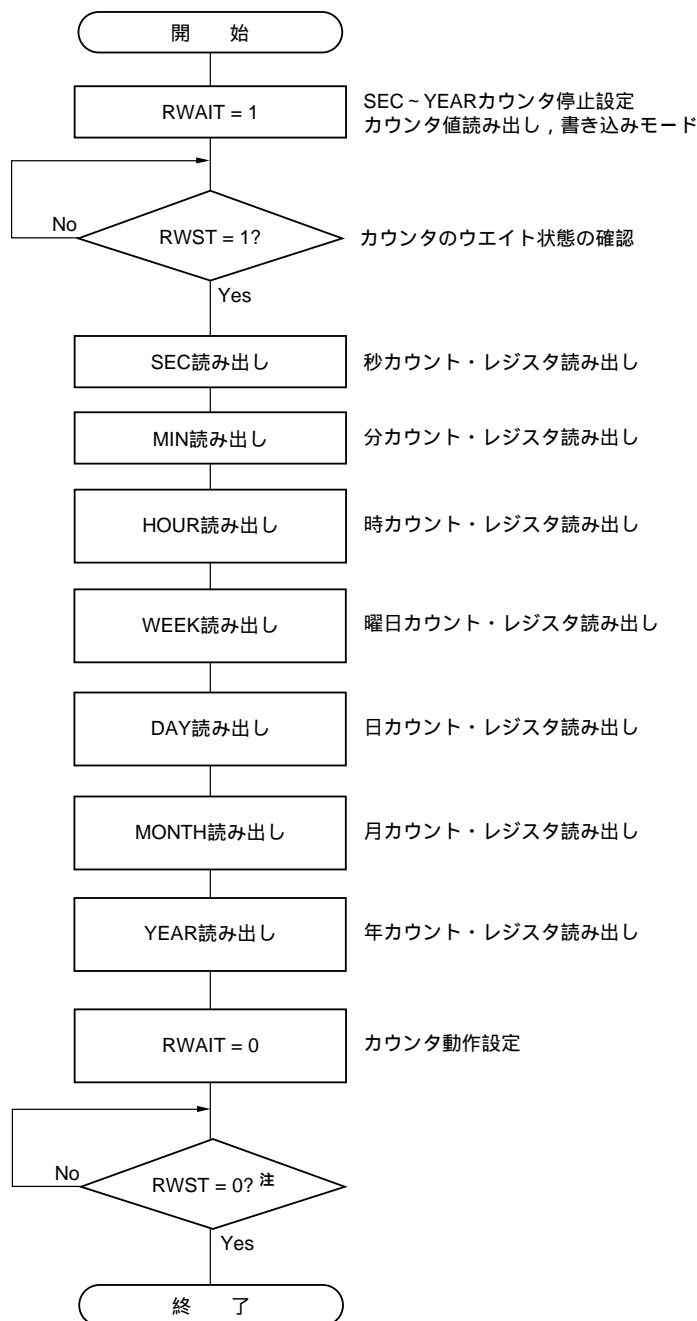 開 始
RWAIT = 1
SEC~YEARカウンタ停止設定
カウンタ値読み出し,書き込みモード
No
RWST = 1?
カウンタのウエイト状態の確認
Yes
SEC読み出し
秒カウント・レジスタ読み出し
MIN読み出し
分カウント・レジスタ読み出し
HOUR読み出し
時カウント・レジスタ読み出し
WEEK読み出し
曜日カウント・レジスタ読み出し
DAY読み出し
日カウント・レジスタ読み出し
MONTH読み出し
月カウント・レジスタ読み出し
YEAR読み出し
年カウント・レジスタ読み出し
RWAIT = 0
カウンタ動作設定
No
RWST = 0? 注
Yes
終 了